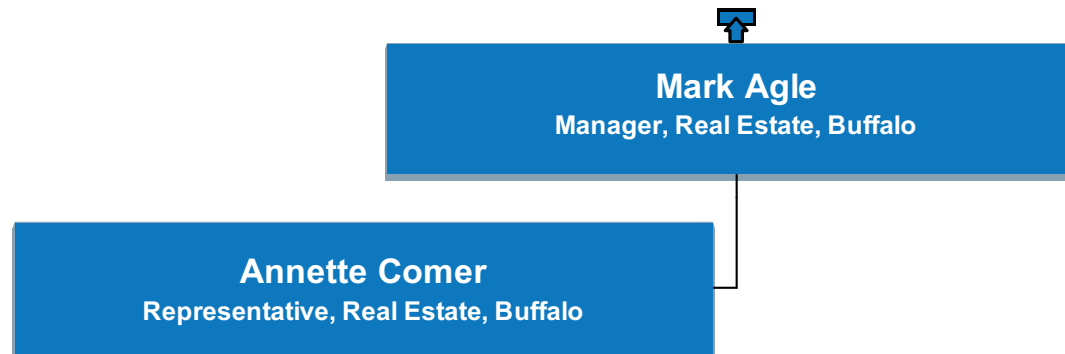 Mark Agle
Manager, Real Estate, Buffalo
Annette Comer
Representative, Real Estate, Buffalo